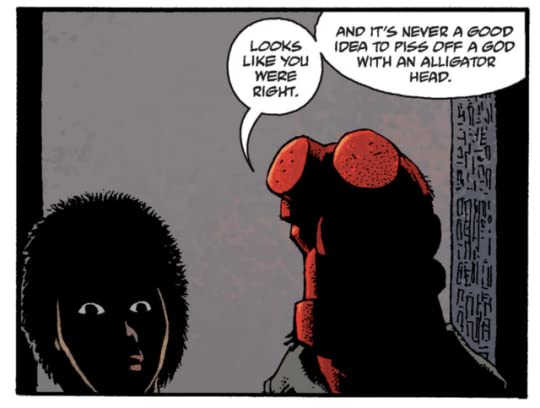 LOOKS
LIKE YOU
WERE
RIGHT.
AND IT'S NEVER A GOOD
IDEA TO PISS OFF A GOD
WITH AN ALLIGATOR
HEAD.